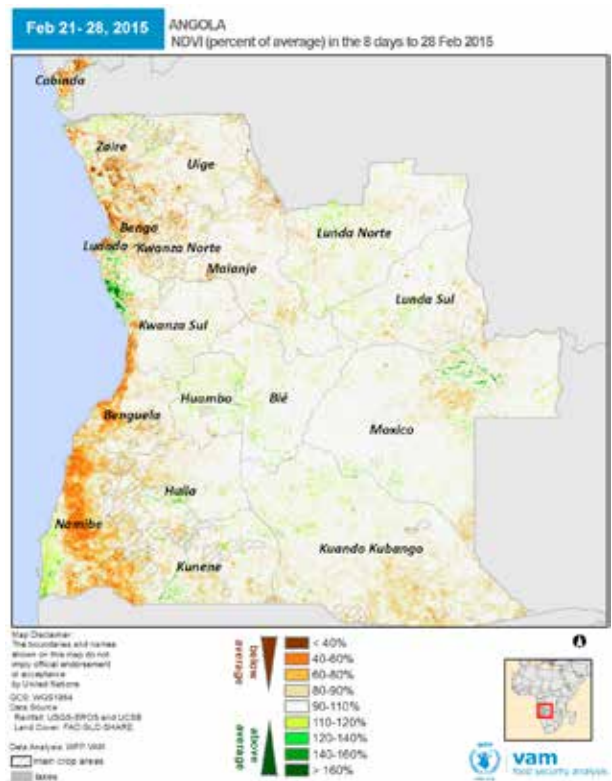 Feb 21- 28, 2015
ANGOLA
NDVI (percent of average) in the 8 days to 28 Feb 2015
Cabinda
Zaire
Uige
Bengo
Luanda
Kwanza Norte
Lunda Norte
Malanje
Lunda Sul
Kwanza Sul
Huambo
Bié
Benguela
Moxico
Huila
Namibe
Kuando Kubango
Kunene
Map Disclaimer:
The boundaries and names
shown on this map do not
imply official endorsement
or acceptance
by United Nations.
GCS: WGS1984
Data Source
Rainfall: USGS-EROS and UCSB
Land Cover: FAO GLC-SHARE
Data Analysis: WFP VAM
main crop areas
lakes
below
average
above
average
< 40%
40-60%
60-80%
80-90%
90-110%
110-120%
120-140%
140-160%
> 160%
WFP
vam
food security analysis